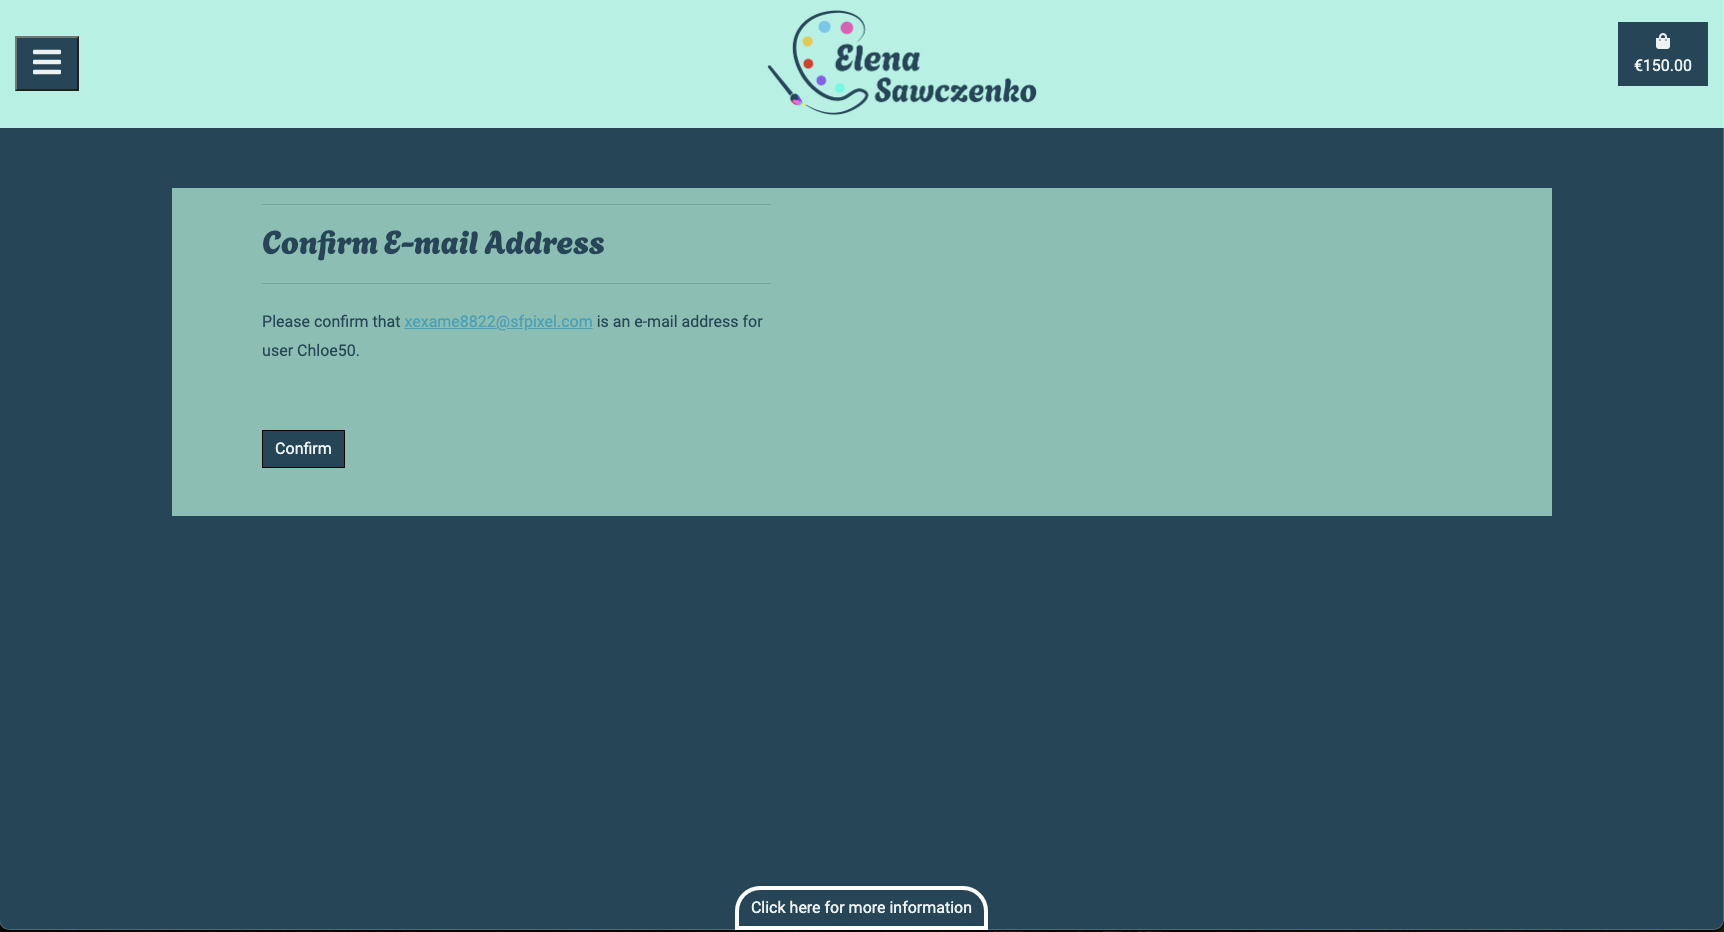 Elena
Sawczenko
€150.00
Confirm E-mail Address
Please confirm that xexame8822@sfpixel.com is an e-mail address for
user Chloe50.
Confirm
Click here for more information